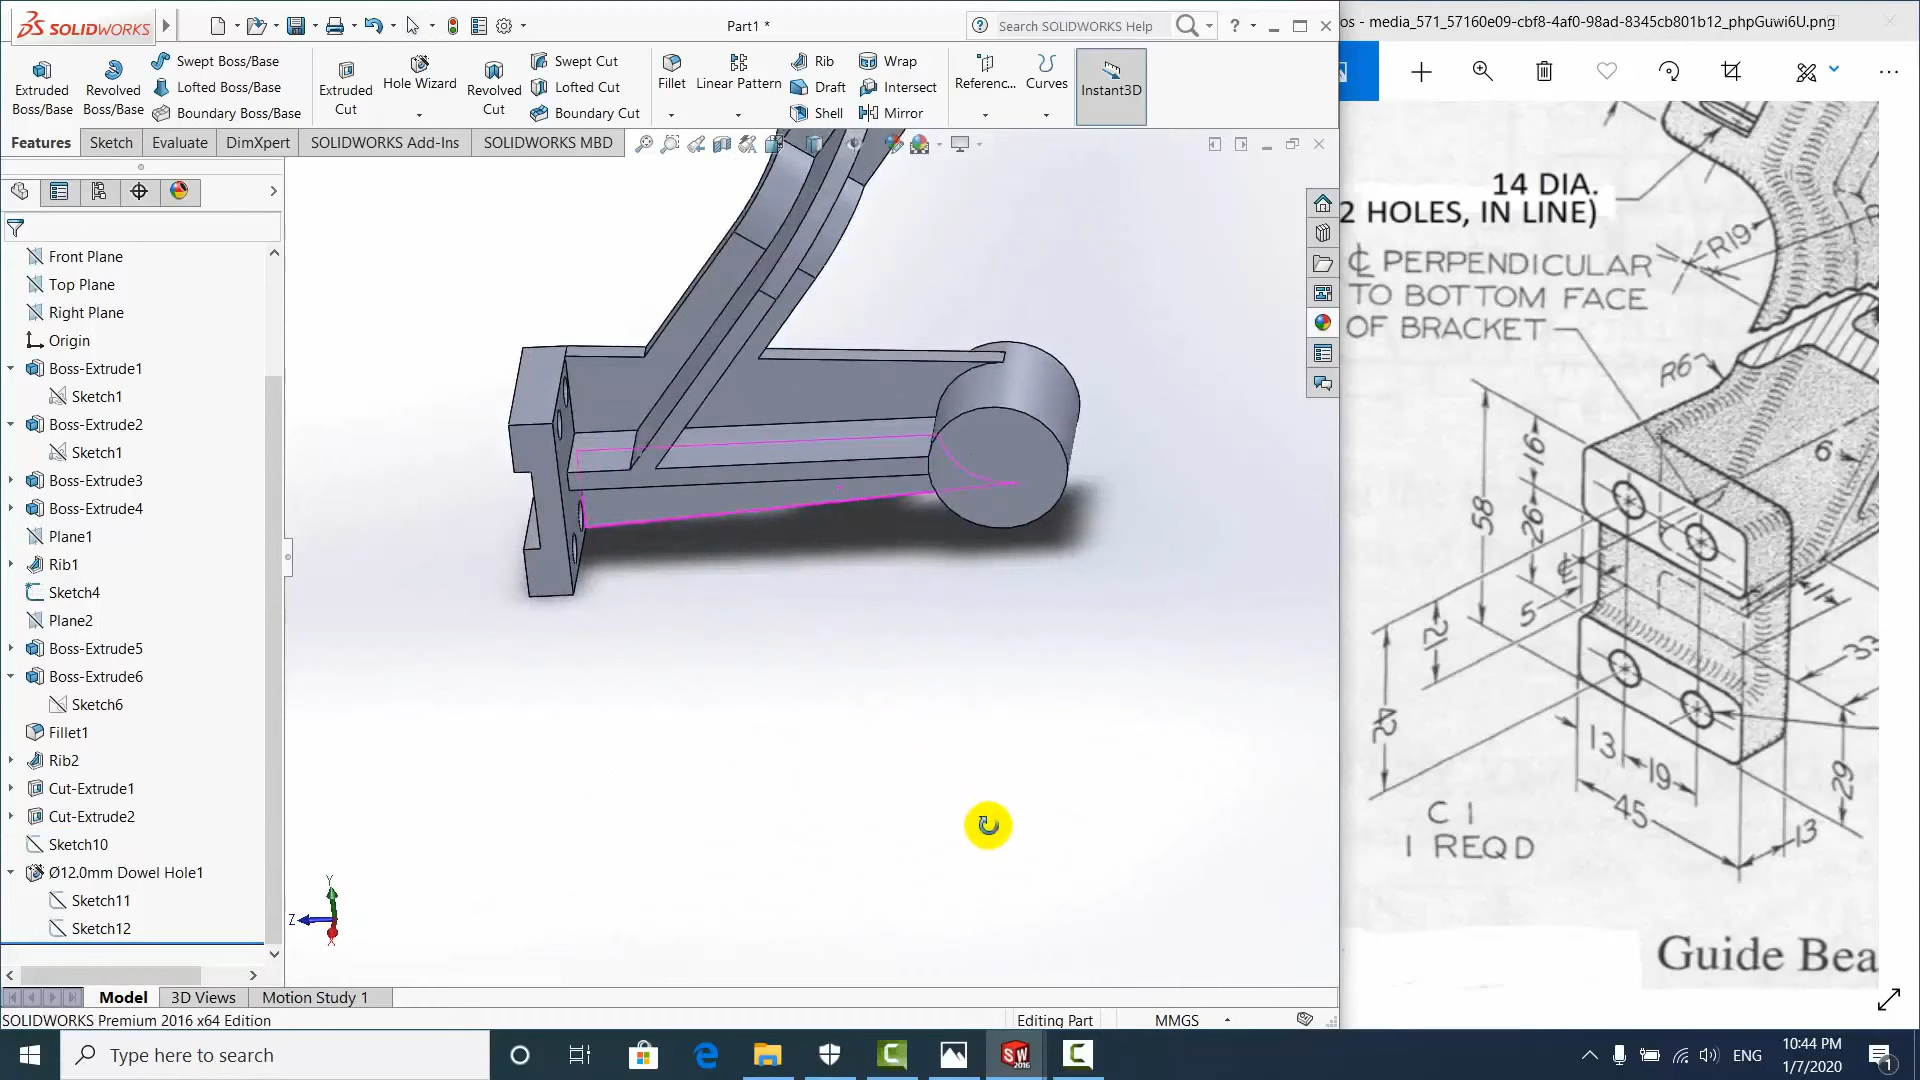 SOLIDWORKS
Part1 *
Search SOLIDWORKS Help
?
os - media_571_57160e09-cbf8-4af0-98ad-8345cb801b12_phpGuwi6U.png
Extruded Boss/Base
Revolved Boss/Base
Swept Boss/Base
Lofted Boss/Base
Boundary Boss/Base
Extruded Cut
Hole Wizard
Revolved Cut
Swept Cut
Lofted Cut
Boundary Cut
Fillet
Linear Pattern
Rib
Draft
Shell
Wrap
Intersect
Mirror
Referenc...
Curves
Instant3D
Features
Sketch
Evaluate
DimXpert
SOLIDWORKS Add-Ins
SOLIDWORKS MBD
Front Plane
Top Plane
Right Plane
Origin
Boss-Extrude1
Sketch1
Boss-Extrude2
Sketch1
Boss-Extrude3
Boss-Extrude4
Plane1
Rib1
Sketch4
Plane2
Boss-Extrude5
Boss-Extrude6
Sketch6
Fillet1
Rib2
Cut-Extrude1
Cut-Extrude2
Sketch10
Ø12.0mm Dowel Hole1
Sketch11
Sketch12
Y
Z
X
14 DIA.
2 HOLES, IN LINE)
℄ PERPENDICULAR
TO BOTTOM FACE
OF BRACKET
R19
R6
6
16
58
26
℄
5
11
12
33
42
13
19
45
29
13
C I
1 REQD
Guide Bea
Model
3D Views
Motion Study 1
SOLIDWORKS Premium 2016 x64 Edition
Editing Part
MMGS
Type here to search
SW
2016
ENG
10:44 PM
1/7/2020
1